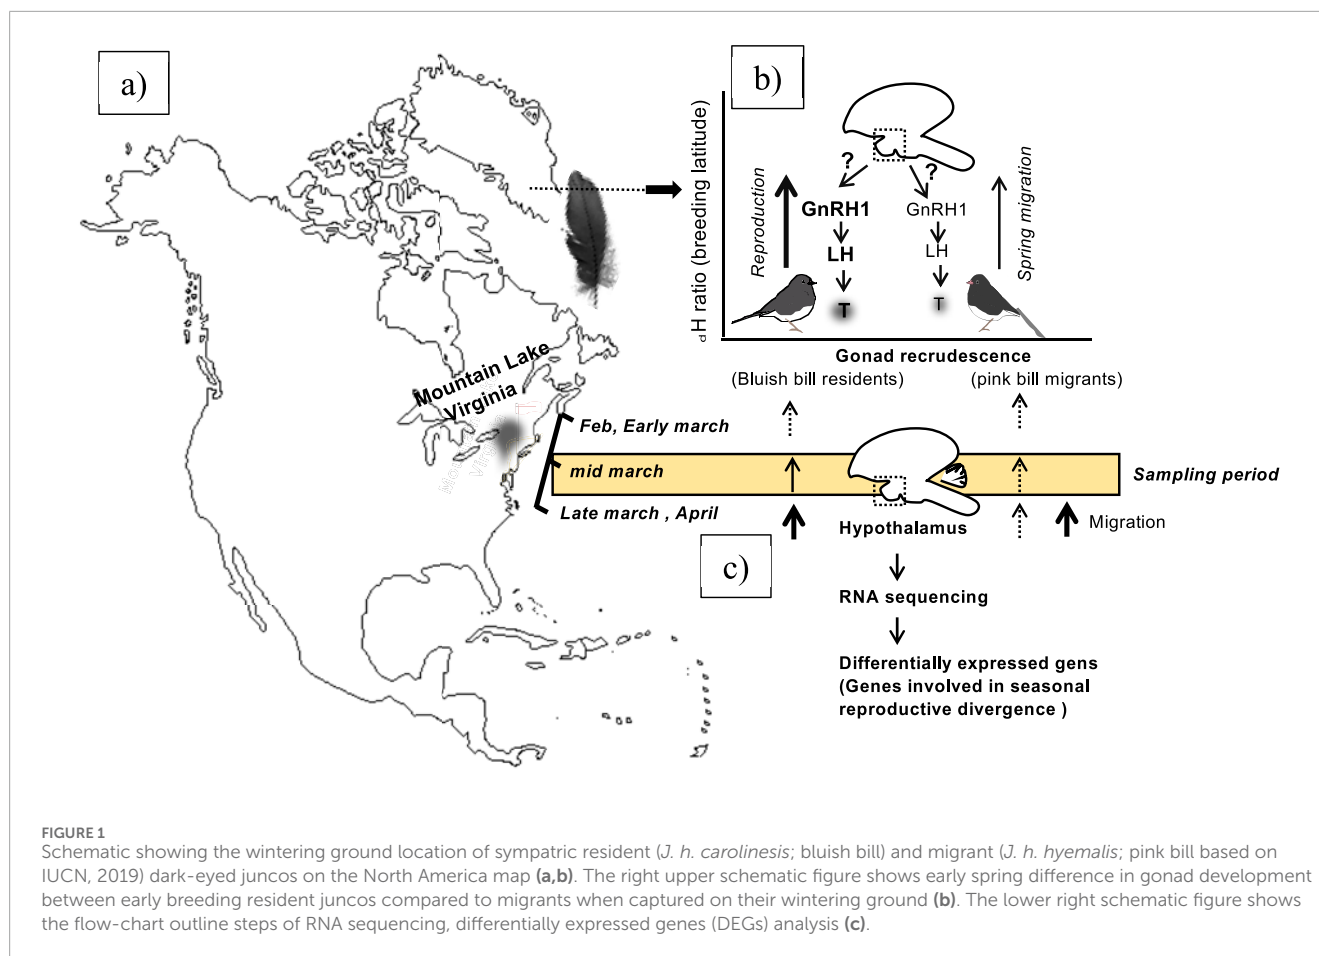 a)
b)
dH ratio (breeding latitude)
Reproduction
?
?
GnRH1
GnRH1
LH
LH
T
T
Spring migration
Gonad recrudescence
(Bluish bill residents)
(pink bill migrants)
Mountain Lake
Virginia
Feb, Early march
mid march
Late march , April
Sampling period
Migration
c)
Hypothalamus
RNA sequencing
Differentially expressed gens
(Genes involved in seasonal
reproductive divergence )
FIGURE 1
Schematic showing the wintering ground location of sympatric resident (J. h. carolinesis; bluish bill) and migrant (J. h. hyemalis; pink bill based on
IUCN, 2019) dark-eyed juncos on the North America map (a,b). The right upper schematic figure shows early spring difference in gonad development
between early breeding resident juncos compared to migrants when captured on their wintering ground (b). The lower right schematic figure shows
the flow-chart outline steps of RNA sequencing, differentially expressed genes (DEGs) analysis (c).